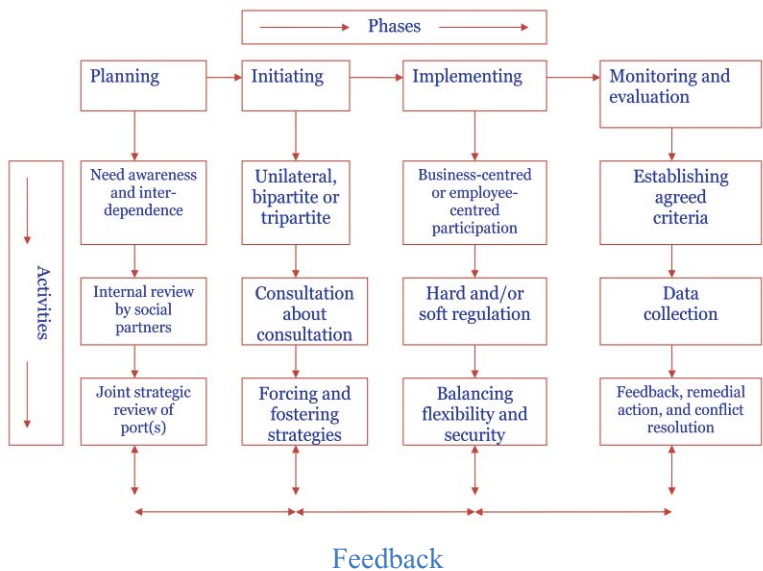 Phases
Planning
Initiating
Implementing
Monitoring and
evaluation
Activities
Need awareness
and inter-
dependence
Unilateral,
bipartite or
tripartite
Business-centred
or employee-
centred
participation
Establishing
agreed
criteria
Internal review
by social
partners
Consultation
about
consultation
Hard and/or
soft regulation
Data
collection
Joint strategic
review of
port(s)
Forcing and
fostering
strategies
Balancing
flexibility and
security
Feedback, remedial
action, and conflict
resolution
Feedback